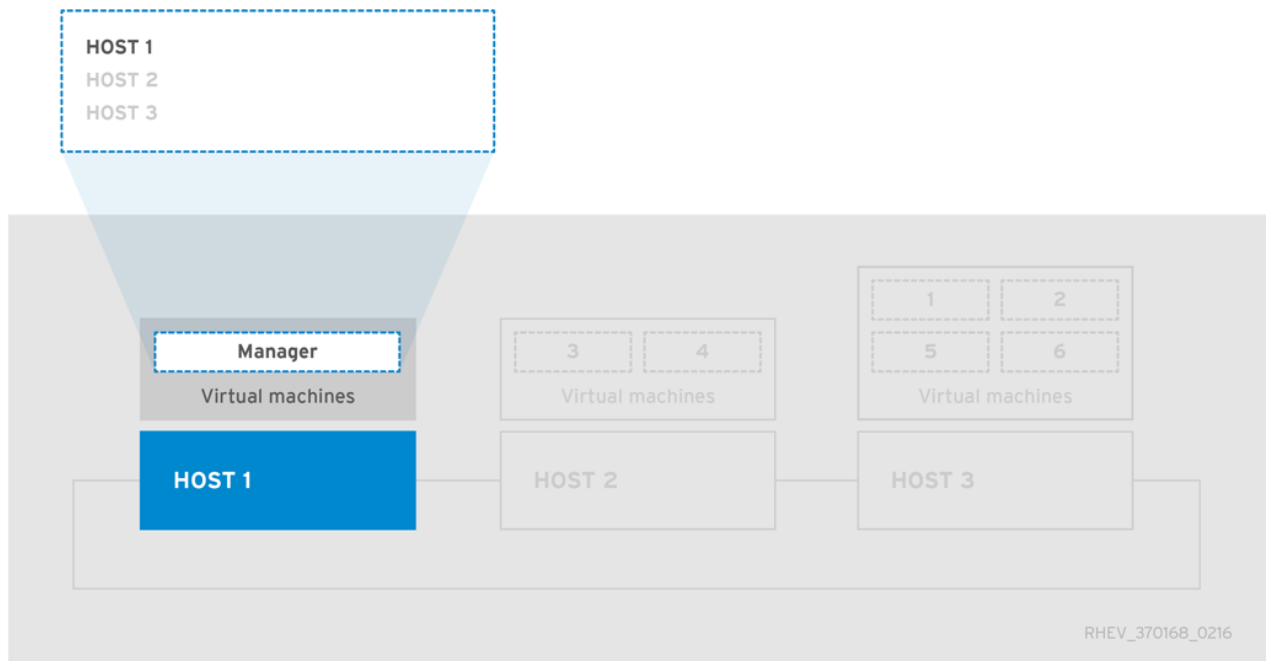 HOST 1
HOST 2
HOST 3
1 2
Manager 3 4 5 6
Virtual machines Virtual machines Virtual machines
HOST 1 HOST 2 HOST 3
RHEV_370168_0216